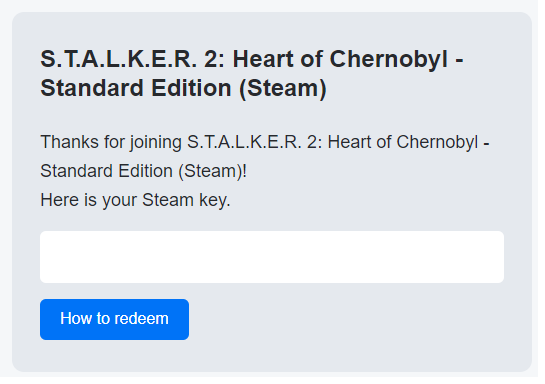 S.T.A.L.K.E.R. 2: Heart of Chernobyl -
Standard Edition (Steam)
Thanks for joining S.T.A.L.K.E.R. 2: Heart of Chernobyl -
Standard Edition (Steam)!
Here is your Steam key.
How to redeem